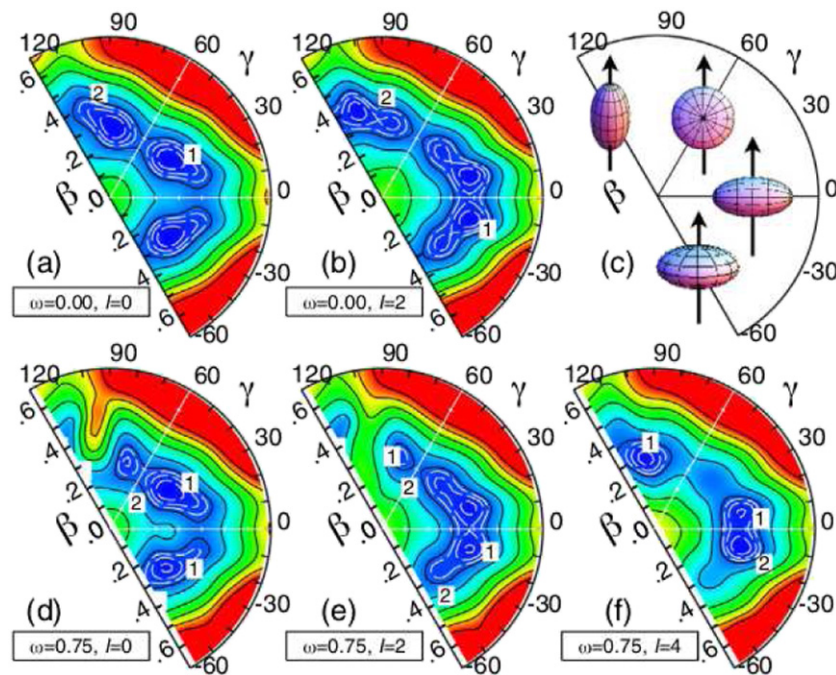 90 90 90
120 60 γ 120 60 γ 120 60 γ
.6 .6
.4 2 30 .4 2 30 30
.2 1 .2
β .0 0 β .0 0 β 0
.2 .2 1
(a) .4 -30 (b) .4 -30 (c) -30
ω=0.00, I=0 .6 -60 ω=0.00, I=2 .6 -60 -60
90 90 90
120 60 γ 120 60 γ 120 60 γ
.6 .6 .6
.4 30 .4 1 30 .4 1 30
.2 2 1 .2 2 .2
β .0 0 β .0 0 β .0 1 0
.2 1 .2 1 .2 2
(d) .4 -30 (e) 2 .4 -30 (f) .4 -30
ω=0.75, I=0 .6 -60 ω=0.75, I=2 .6 -60 ω=0.75, I=4 .6 -60